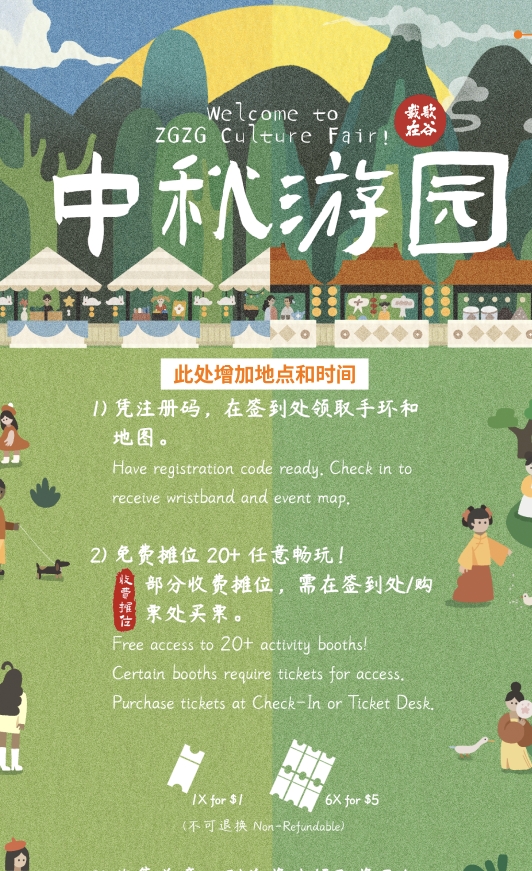 Welcome to
ZGZG Culture Fair!
我歌
在谷
中秋游园
此处增加地点和时间
1) 凭注册码，在签到处领取手环和
地图。
Have registration code ready. Check in to
receive wristband and event map.
2) 免费摊位 20+ 任意畅玩！
收费摊位
部分收费摊位，需在签到处/购
票处买票。
Free access to 20+ activity booths!
Certain booths require tickets for access.
Purchase tickets at Check-In or Ticket Desk.
1X for $1
6X for $5
(不可退换 Non-Refundable)